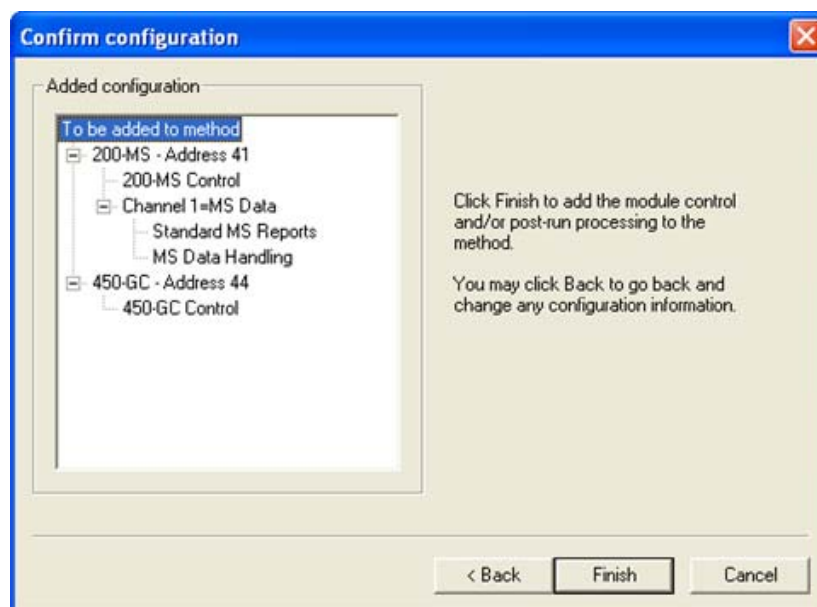 Confirm configuration
Added configuration
To be added to method
200-MS - Address 41
200-MS Control
Channel 1=MS Data
Standard MS Reports
MS Data Handling
450-GC - Address 44
450-GC Control
Click Finish to add the module control
and/or post-run processing to the
method.
You may click Back to go back and
change any configuration information.
< Back
Finish
Cancel